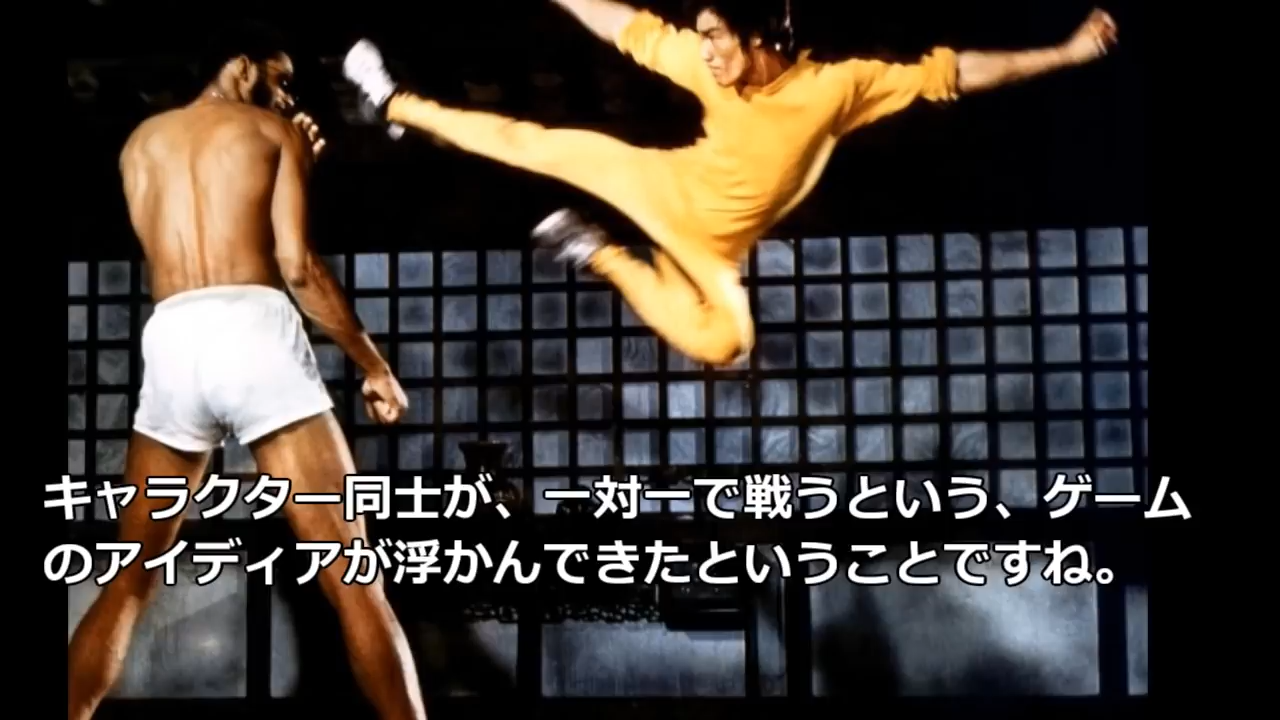 キャラクター同士が、一対一で戦うという、ゲーム
のアイディアが浮かんできたということですね。